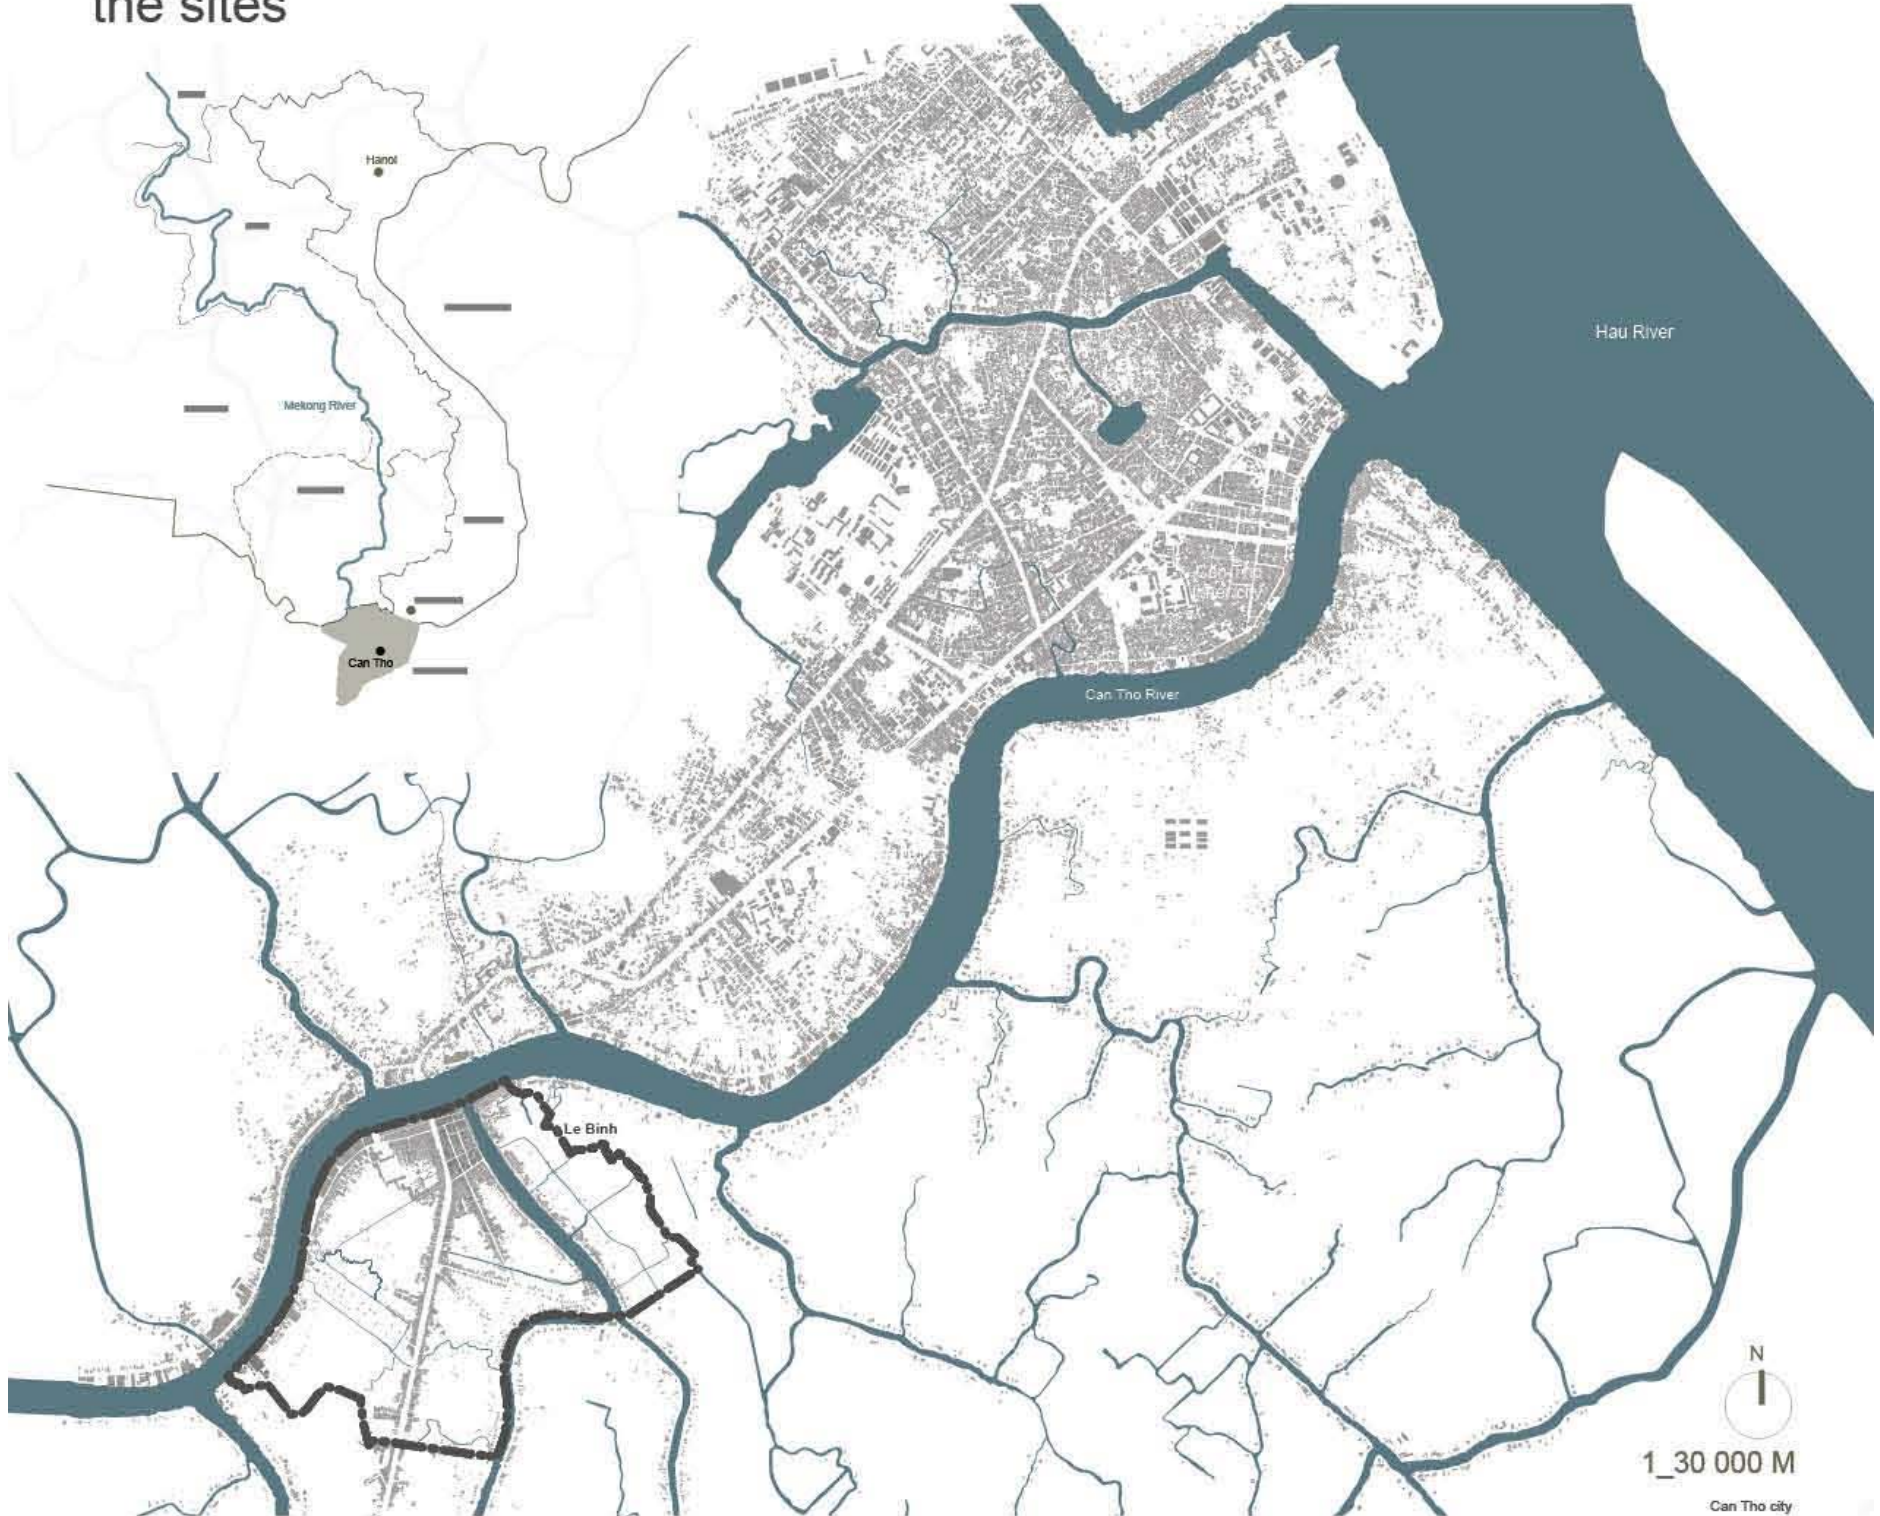 the sites
Hanoi
Hau River
Mekong River
Can Tho
Can Tho River
Le Binh
N
1_30 000 M
Can Tho city